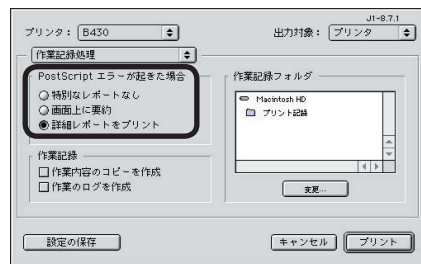 J1-8.7.1
プリンタ： B430 出力対象： プリンタ
作業記録処理
PostScript エラーが起きた場合
特別なレポートなし
画面上に要約
詳細レポートをプリント
作業記録
作業内容のコピーを作成
作業のログを作成
作業記録フォルダ
Macintosh HD
プリント記録
変更...
設定の保存 キャンセル プリント